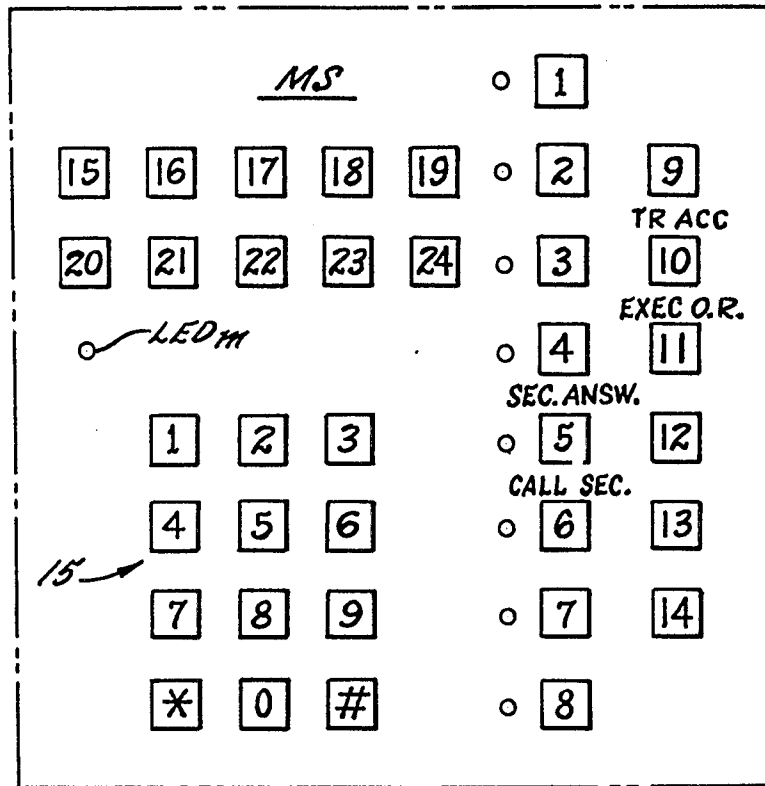 MS 1
15 16 17 18 19 2 9
TR ACC
20 21 22 23 24 3 10
EXEC O.R.
LEDm 4 11
SEC. ANSW.
1 2 3 5 12
CALL SEC.
4 5 6 6 13
15
7 8 9 7 14
* 0 # 8